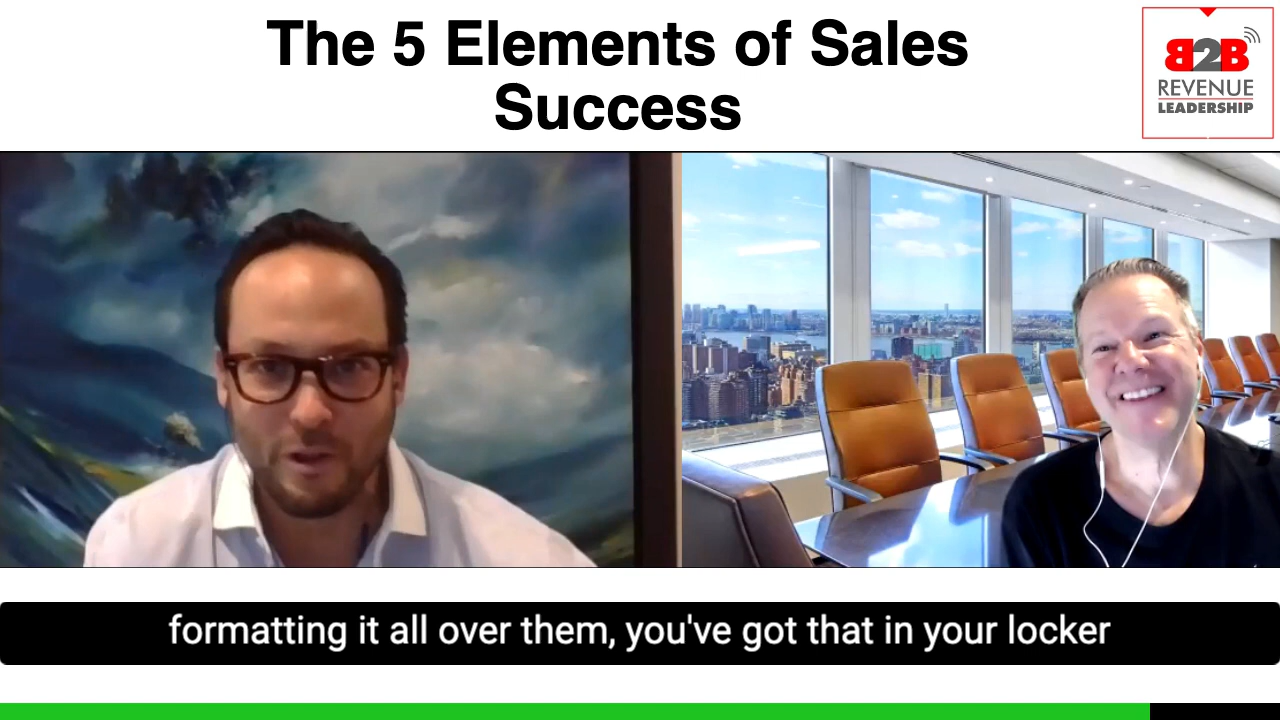 The 5 Elements of Sales
Success
B2B
REVENUE
LEADERSHIP
formatting it all over them, you've got that in your locker